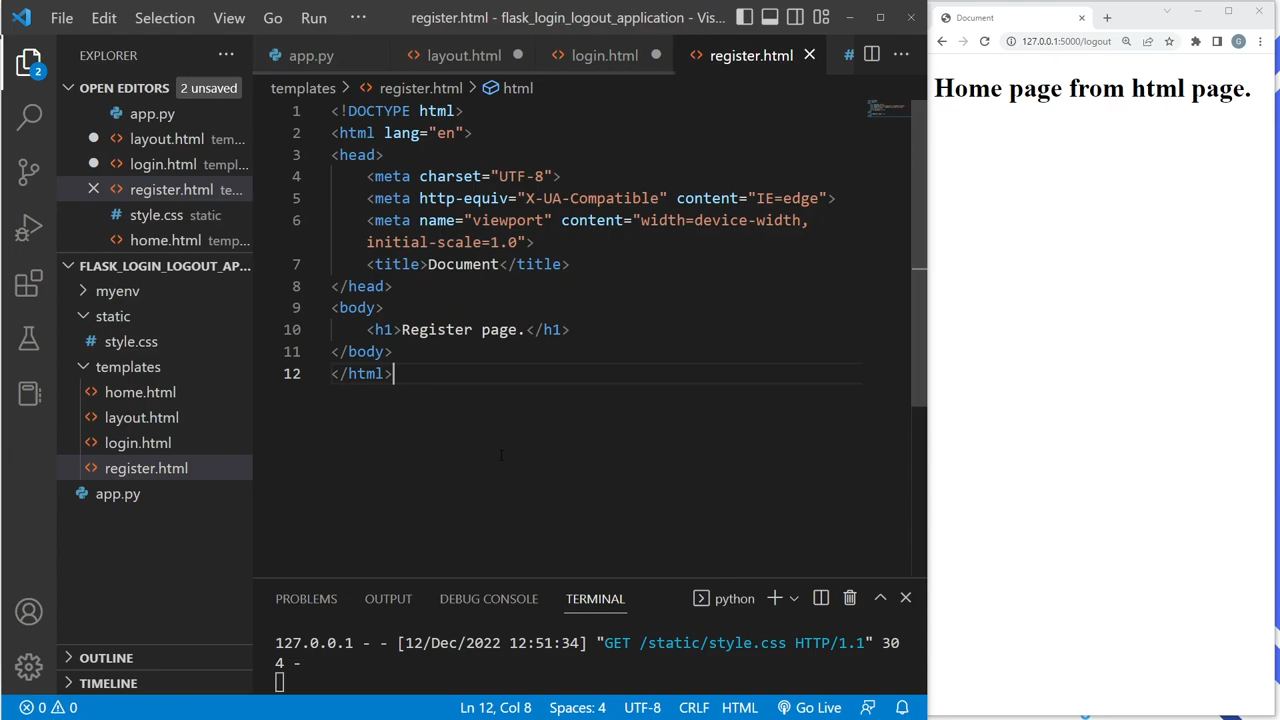 File Edit Selection View Go Run ··· register.html - flask_login_logout_application - Vis...
Document
EXPLORER ···
app.py layout.html login.html register.html # ···
127.0.0.1:5000/logout G
2
OPEN EDITORS 2 unsaved
templates > register.html > html
app.py
layout.html tem...
login.html templ...
register.html te...
# style.css static
home.html temp...
FLASK_LOGIN_LOGOUT_AP...
myenv
static
# style.css
templates
home.html
layout.html
login.html
register.html
app.py
OUTLINE
TIMELINE
1 <!DOCTYPE html>
2 <html lang="en">
3 <head>
4 <meta charset="UTF-8">
5 <meta http-equiv="X-UA-Compatible" content="IE=edge">
6 <meta name="viewport" content="width=device-width,
initial-scale=1.0">
7 <title>Document</title>
8 </head>
9 <body>
10 <h1>Register page.</h1>
11 </body>
12 </html>
PROBLEMS OUTPUT DEBUG CONSOLE TERMINAL python
127.0.0.1 - - [12/Dec/2022 12:51:34] "GET /static/style.css HTTP/1.1" 30
4 -
0 0 Ln 12, Col 8 Spaces: 4 UTF-8 CRLF HTML Go Live
Home page from html page.